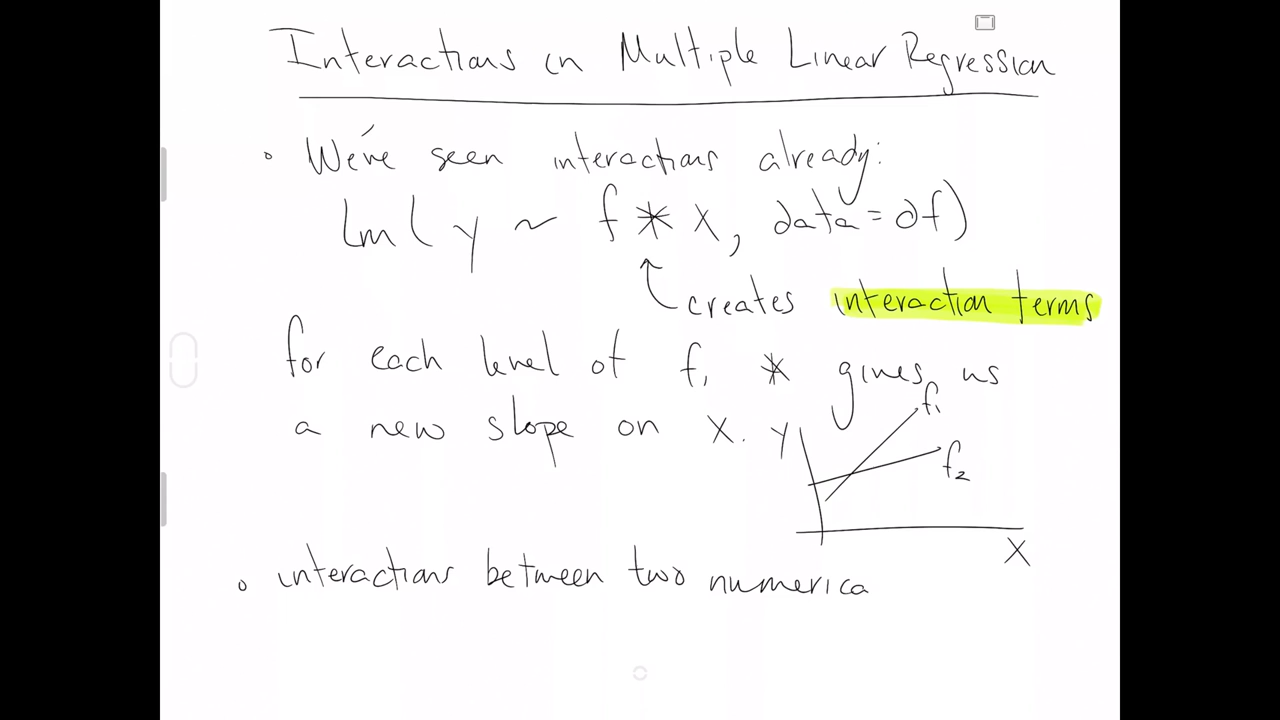 Interactions in Multiple Linear Regression
• We've seen interactions already:
lm( y ~ f * x, data = df)
creates interaction terms
for each level of f, * gives us
a new slope on x.
f₁
y
f₂
x
• interactions between two numerica